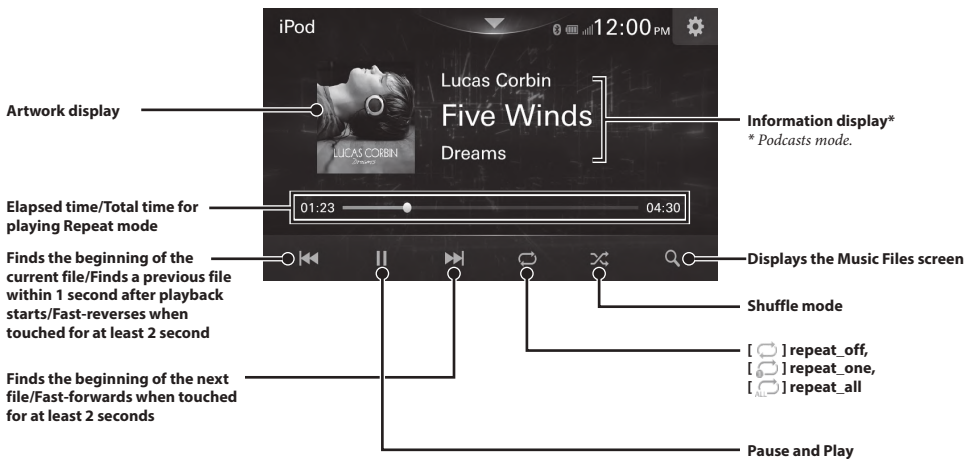 iPod
12:00 PM
Artwork display
Lucas Corbin
Five Winds
Dreams
LUCAS CORBIN
Dreams
Information display*
* Podcasts mode.
Elapsed time/Total time for
playing Repeat mode
01:23
04:30
Finds the beginning of the
current file/Finds a previous file
within 1 second after playback
starts/Fast-reverses when
touched for at least 2 second
Displays the Music Files screen
Shuffle mode
[ ] repeat_off,
[ 1 ] repeat_one,
[ ALL ] repeat_all
Finds the beginning of the next
file/Fast-forwards when touched
for at least 2 seconds
Pause and Play